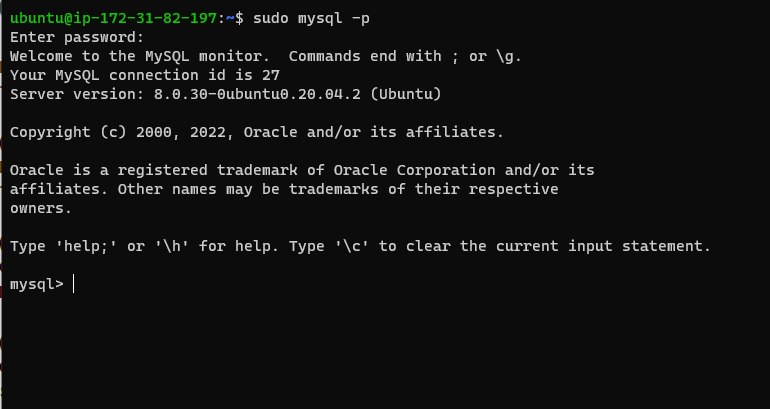 ubuntu@ip-172-31-82-197:~$ sudo mysql -p
Enter password:
Welcome to the MySQL monitor.  Commands end with ; or \g.
Your MySQL connection id is 27
Server version: 8.0.30-0ubuntu0.20.04.2 (Ubuntu)
Copyright (c) 2000, 2022, Oracle and/or its affiliates.
Oracle is a registered trademark of Oracle Corporation and/or its
affiliates. Other names may be trademarks of their respective
owners.
Type 'help;' or '\h' for help. Type '\c' to clear the current input statement.
mysql>